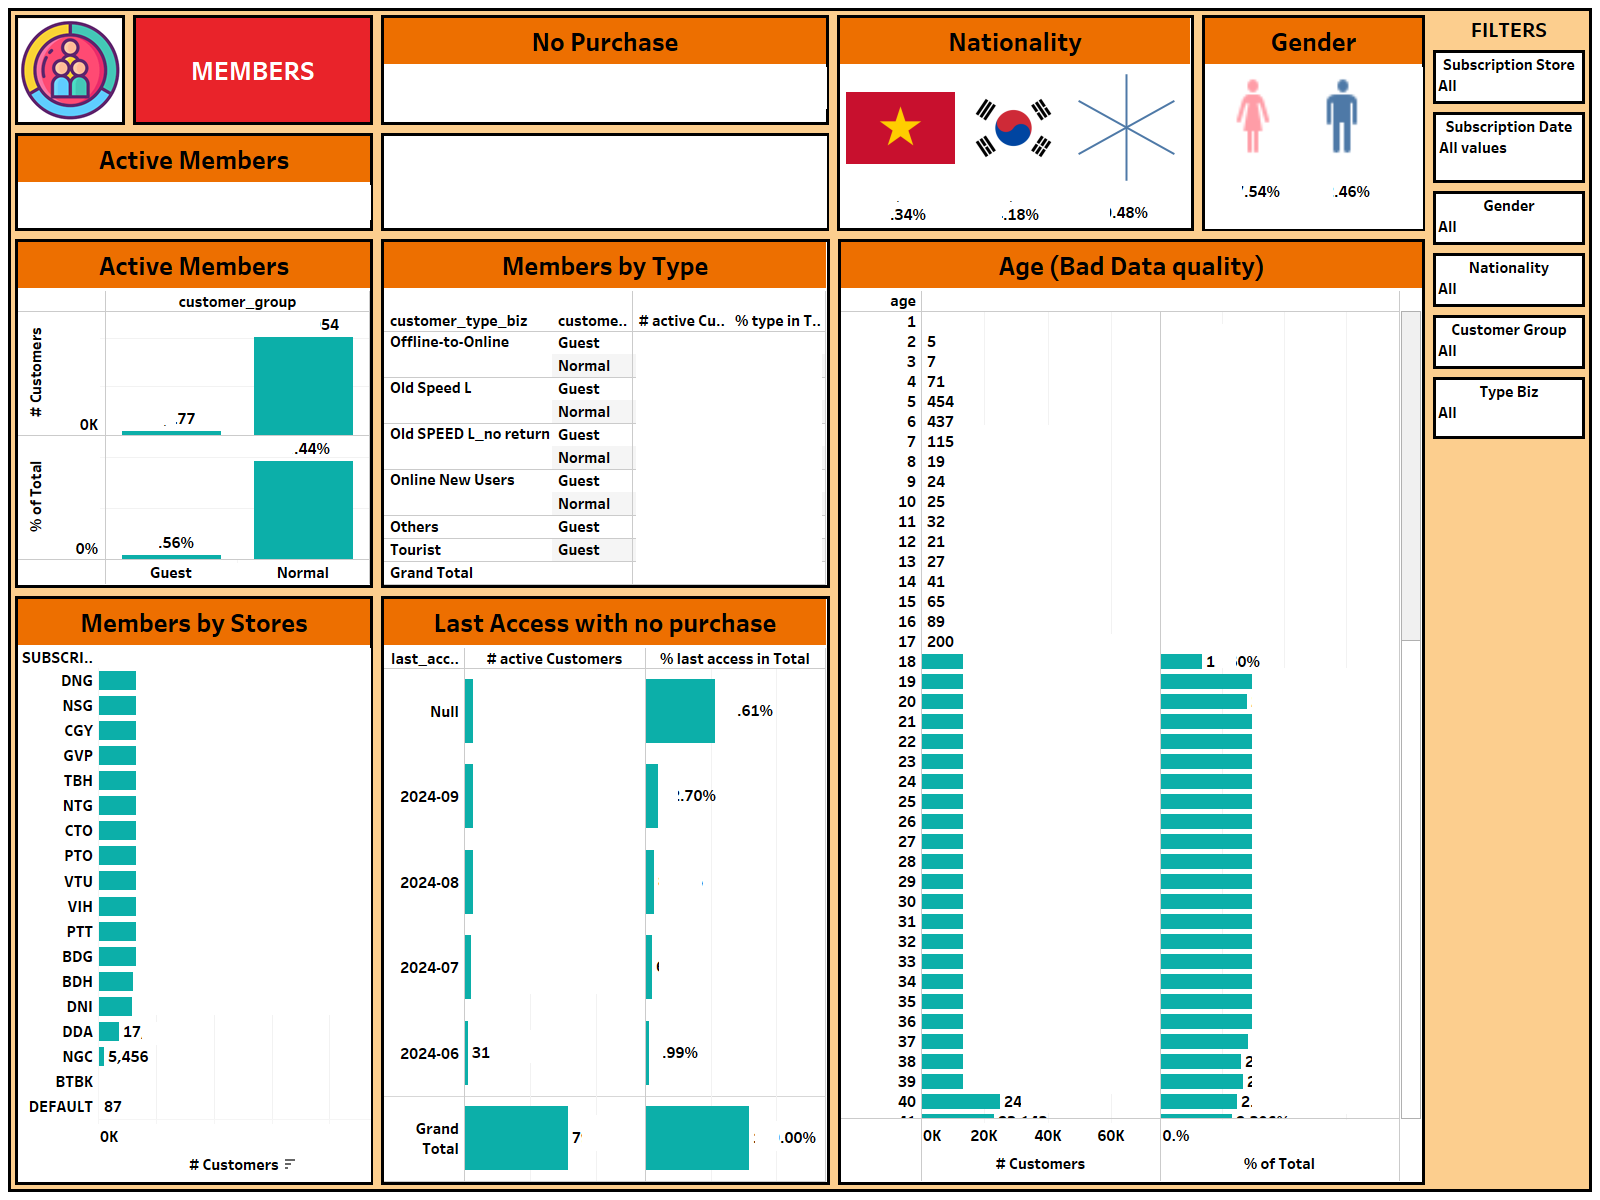 MEMBERS
No Purchase
Nationality
Gender
FILTERS
Subscription Store
All
Subscription Date
All values
Gender
All
Nationality
All
Customer Group
All
Type Biz
All
.34%
.18%
.48%
.54%
.46%
Active Members
Active Members
customer_group
# Customers
54
.77
0K
% of Total
.44%
.56%
0%
Guest
Normal
Members by Type
customer_type_biz custome.. # active Cu.. % type in T..
Offline-to-Online Guest
Normal
Old Speed L Guest
Normal
Old SPEED L_no return Guest
Normal
Online New Users Guest
Normal
Others Guest
Tourist Guest
Grand Total
Age (Bad Data quality)
age
1
2 5
3 7
4 71
5 454
6 437
7 115
8 19
9 24
10 25
11 32
12 21
13 27
14 41
15 65
16 89
17 200
18 1 0%
19
20
21
22
23
24
25
26
27
28
29
30
31
32
33
34
35
36
37
38 2
39
40 24 2.
0K 20K 40K 60K 0.%
# Customers % of Total
Members by Stores
SUBSCRI..
DNG
NSG
CGY
GVP
TBH
NTG
CTO
PTO
VTU
VIH
PTT
BDG
BDH
DNI
DDA 17,
NGC 5,456
BTBK
DEFAULT 87
0K
# Customers
Last Access with no purchase
last_acc.. # active Customers % last access in Total
Null .61%
2024-09 .70%
2024-08
2024-07
2024-06 31 .99%
Grand
Total 7 .00%